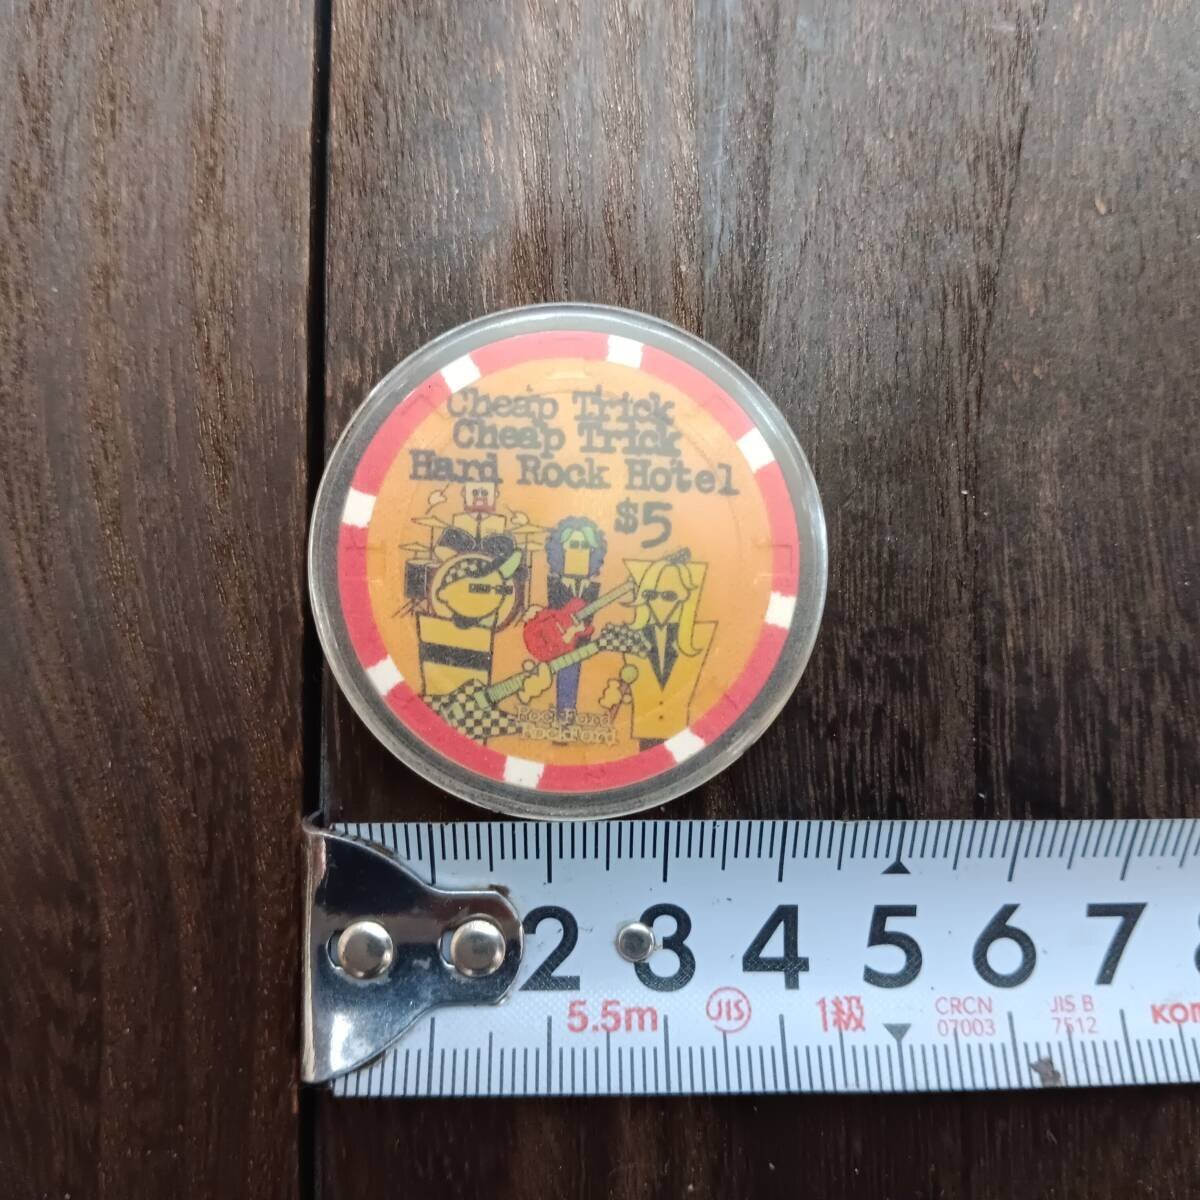 Cheap Trick
Cheap Trick
Hard Rock Hotel
$5
Rockford
Rockford
2 3 4 5 6 7
5.5m JIS 1級 CRCN 07003 JIS B 7512